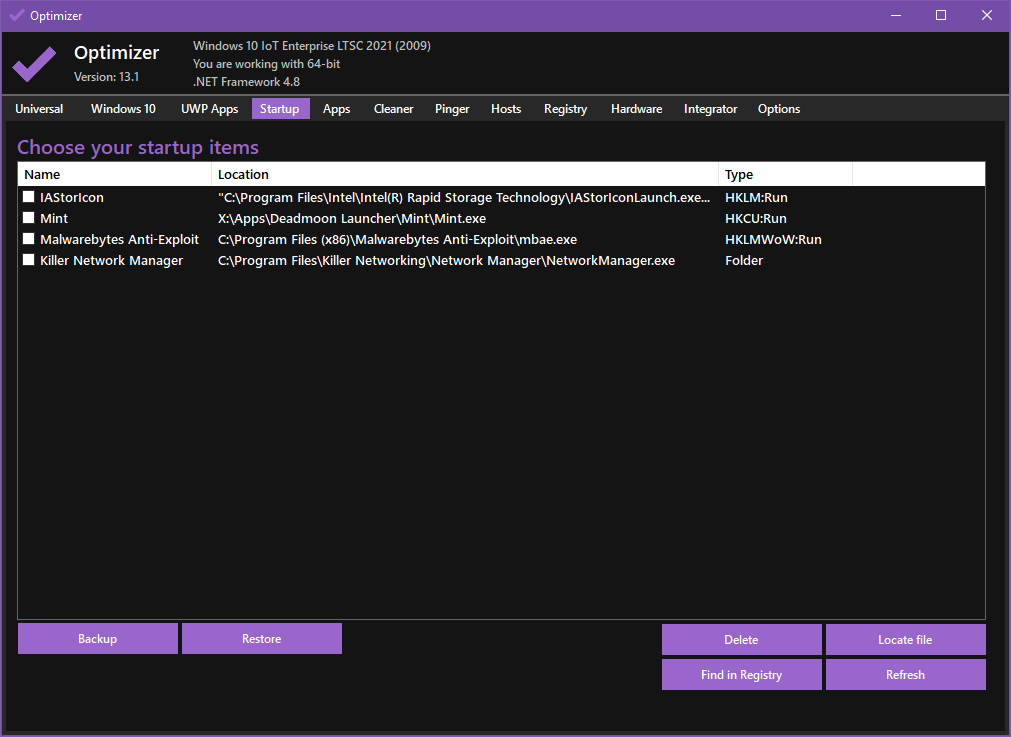 Optimizer
Optimizer
Version: 13.1
Windows 10 IoT Enterprise LTSC 2021 (2009)
You are working with 64-bit
.NET Framework 4.8
Universal Windows 10 UWP Apps Startup Apps Cleaner Pinger Hosts Registry Hardware Integrator Options
Choose your startup items
Name Location Type
IAStorIcon "C:\Program Files\Intel\Intel(R) Rapid Storage Technology\IAStorIconLaunch.exe... HKLM:Run
Mint X:\Apps\Deadmoon Launcher\Mint\Mint.exe HKCU:Run
Malwarebytes Anti-Exploit C:\Program Files (x86)\Malwarebytes Anti-Exploit\mbae.exe HKLMWoW:Run
Killer Network Manager C:\Program Files\Killer Networking\Network Manager\NetworkManager.exe Folder
Backup Restore Delete Locate file
Find in Registry Refresh